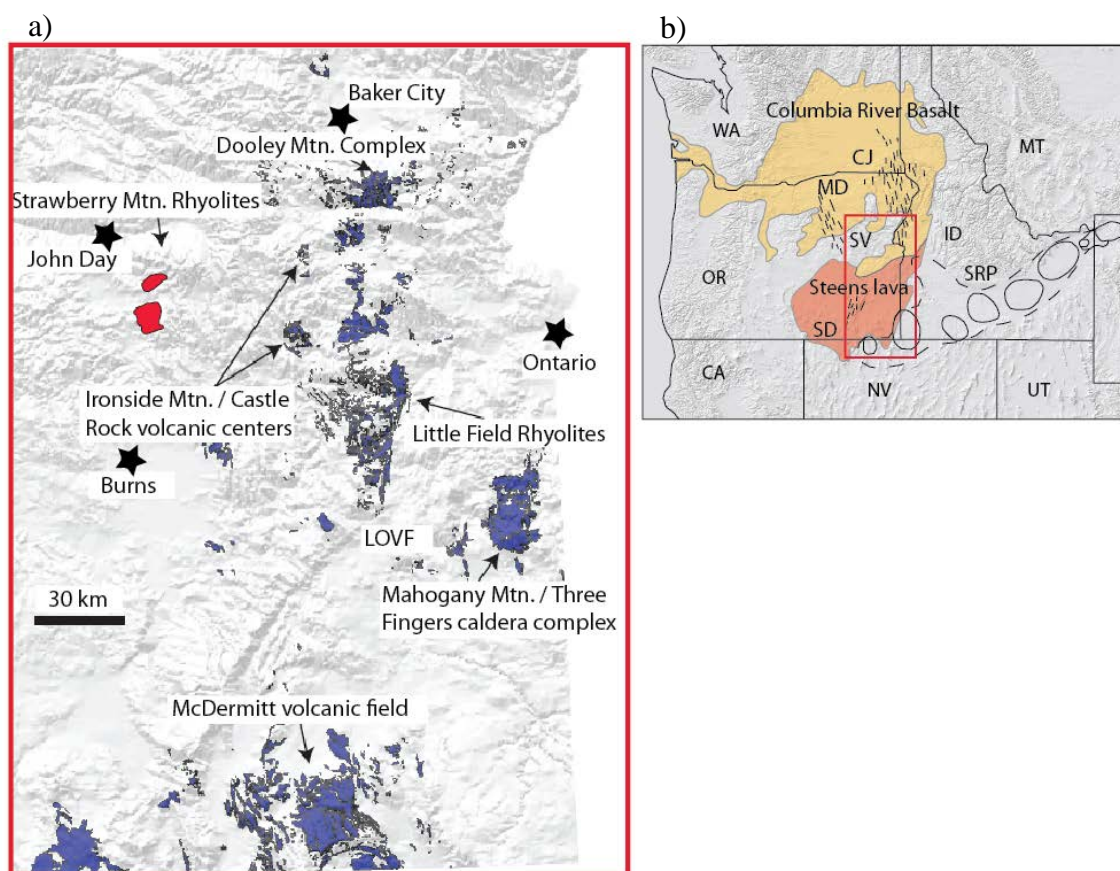 a)
Baker City
Dooley Mtn. Complex
Strawberry Mtn. Rhyolites
John Day
Ontario
Ironside Mtn. / Castle
Rock volcanic centers
Little Field Rhyolites
Burns
LOVF
30 km
Mahogany Mtn. / Three
Fingers caldera complex
McDermitt volcanic field
b)
Columbia River Basalt
WA
CJ
MT
MD
SV
ID
OR
Steens lava
SRP
SD
CA
NV
UT